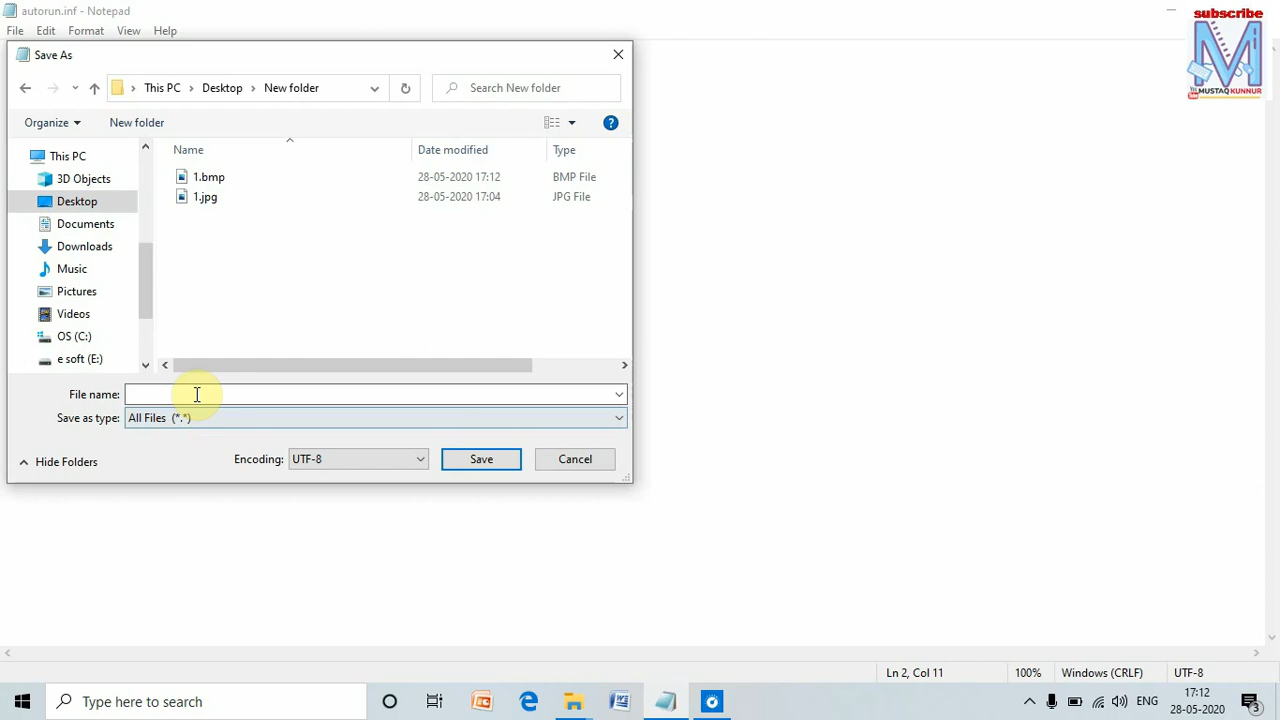 autorun.inf - Notepad
subscribe
File Edit Format View Help
M
MUSTAQ KUNNUR
Save As
This PC Desktop New folder
Search New folder
Organize New folder
Name Date modified Type
This PC
3D Objects
Desktop
Documents
Downloads
Music
Pictures
Videos
OS (C:)
e soft (E:)
1.bmp 28-05-2020 17:12 BMP File
1.jpg 28-05-2020 17:04 JPG File
File name:
Save as type: All Files (*.*)
Hide Folders Encoding: UTF-8 Save Cancel
Ln 2, Col 11 100% Windows (CRLF) UTF-8
Type here to search
ENG
17:12
28-05-2020
3